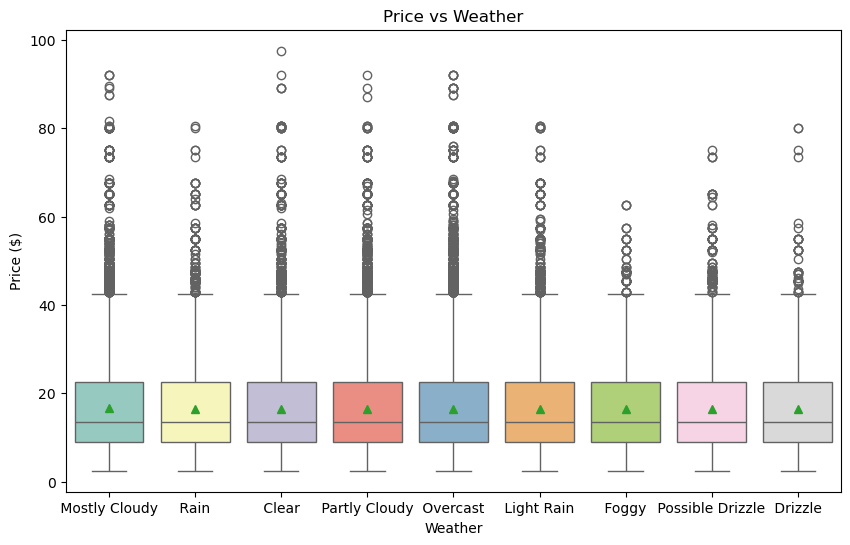 Price vs Weather
Price ($)
100
80
60
40
20
0
Mostly Cloudy Rain Clear Partly Cloudy Overcast Light Rain Foggy Possible Drizzle Drizzle
Weather